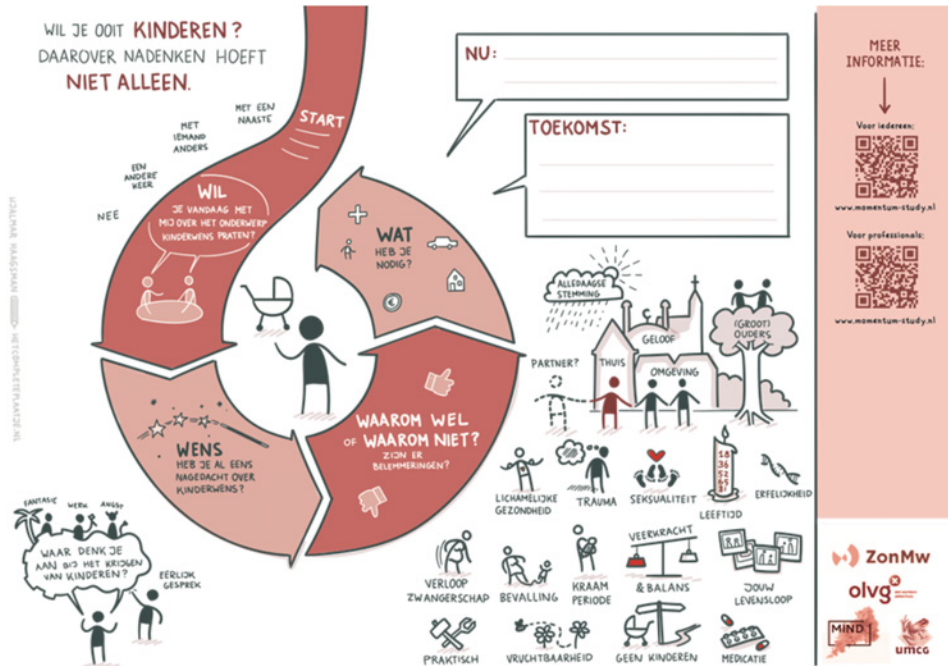 WIL JE OOIT KINDEREN?
DAAROVER NADENKEN HOEFT
NIET ALLEEN.
START
MET EEN
NAASTE
MET
IEMAND
ANDERS
EEN
ANDERE
KEER
NEE
WIL
JE VANDAAG MET
MIJ OVER HET ONDERWERP
KINDERWENS PRATEN?
WENS
HEB JE AL EENS
NAGEDACHT OVER
KINDERWENS?
WAAROM WEL
OF WAAROM NIET?
ZIJN ER
BELEMMERINGEN?
WAT
HEB JE
NODIG?
NU:
TOEKOMST:
ALLEDAAGSE
STEMMING
PARTNER?
THUIS
GELOOF
OMGEVING
(GROOT)
OUDERS
LICHAMELIJKE
GEZONDHEID
TRAUMA
SEKSUALITEIT
18
36
52
65
LEEFTIJD
ERFELIJKHEID
VERLOOP
ZWANGERSCHAP
BEVALLING
KRAAM
PERIODE
VEERKRACHT
& BALANS
JOUW
LEVENSLOOP
PRAKTISCH
VRUCHTBAARHEID
GEEN KINDEREN
MEDICATIE
FANTASIE
WERK
ANGST
WAAR DENK JE
AAN BIJ HET KRIJGEN
VAN KINDEREN?
EERLIJK
GESPREK
HJALMAR HAAGSMAN
HETCOMPLETEPLAATJE.NL
MEER
INFORMATIE:
Voor iedereen:
www.momentum-study.nl
Voor professionals:
www.momentum-study.nl
ZonMw
olvg
MIND
umcg